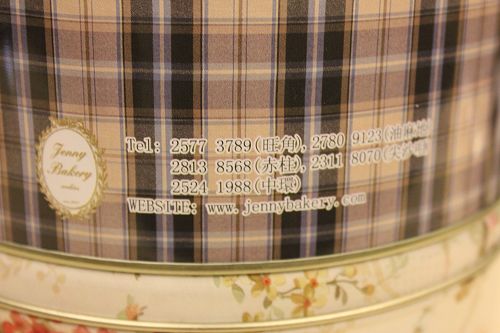 Jenny
Bakery
cookies
Tel: 2577 3789(旺角), 2780 9123(油麻地)
2813 8568(赤柱), 2311 8070(尖沙咀)
2524 1988(中環)
WEBSITE: www.jennybakery.com